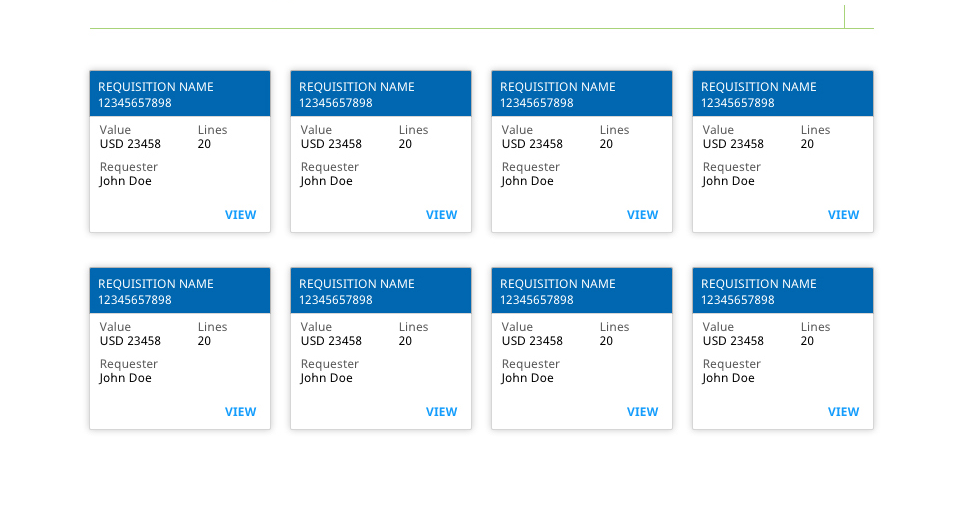 REQUISITION NAME
12345657898
Value Lines
USD 23458 20
Requester
John Doe
VIEW
REQUISITION NAME
12345657898
Value Lines
USD 23458 20
Requester
John Doe
VIEW
REQUISITION NAME
12345657898
Value Lines
USD 23458 20
Requester
John Doe
VIEW
REQUISITION NAME
12345657898
Value Lines
USD 23458 20
Requester
John Doe
VIEW
REQUISITION NAME
12345657898
Value Lines
USD 23458 20
Requester
John Doe
VIEW
REQUISITION NAME
12345657898
Value Lines
USD 23458 20
Requester
John Doe
VIEW
REQUISITION NAME
12345657898
Value Lines
USD 23458 20
Requester
John Doe
VIEW
REQUISITION NAME
12345657898
Value Lines
USD 23458 20
Requester
John Doe
VIEW